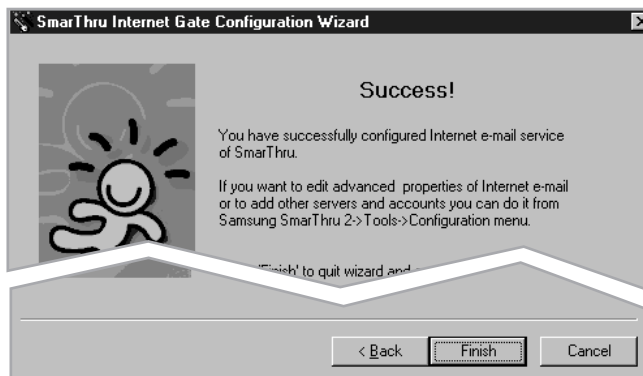 SmarThru Internet Gate Configuration Wizard
Success!
You have successfully configured Internet e-mail service
of SmarThru.
If you want to edit advanced properties of Internet e-mail
or to add other servers and accounts you can do it from
Samsung SmarThru 2->Tools->Configuration menu.
'Finish' to quit wizard and
< Back
Finish
Cancel